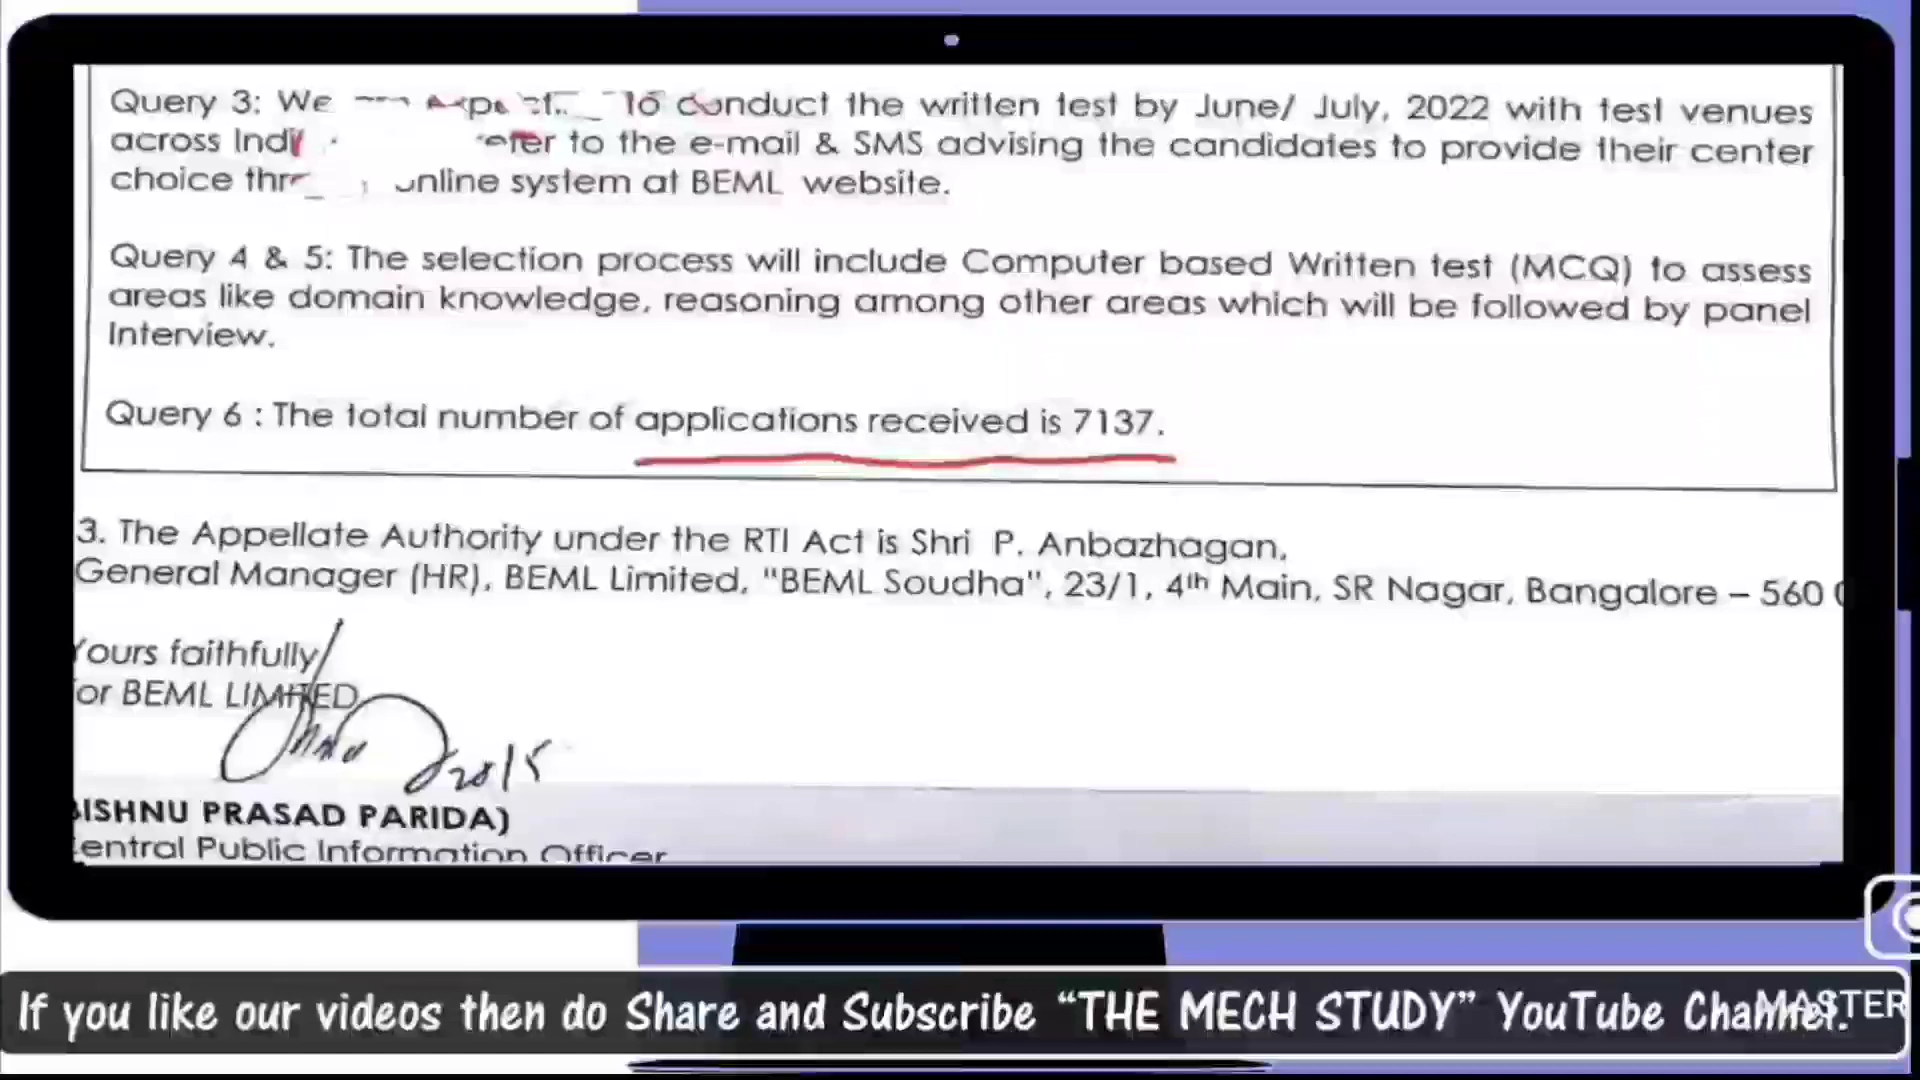 Query 3: We to conduct the written test by June/ July, 2022 with test venues
across to the e-mail & SMS advising the candidates to provide their center
choice system at BEML website.
Query 4 & 5: The selection process will include Computer based Written test (MCQ) to assess
areas like domain knowledge, reasoning among other areas which will be followed by panel
Interview.
Query 6 : The total number of applications received is 7137.
3. The Appellate Authority under the RTI Act is Shri P. Anbazhagan,
General Manager (HR), BEML Limited, "BEML Soudha", 23/1, 4th Main, SR Nagar, Bangalore – 560
Yours faithfully
or BEML LIMITED
ISHNU PRASAD PARIDA)
entral Public Information Officer
If you like our videos then do Share and Subscribe “THE MECH STUDY” YouTube Channel.
MASTER